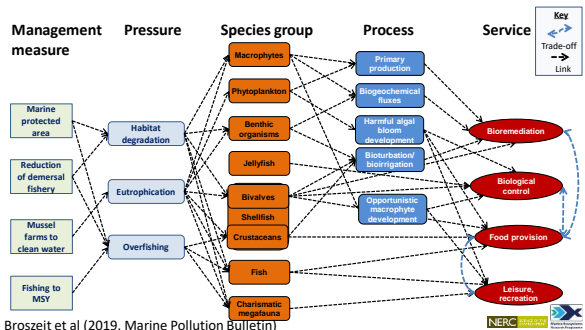 Management
measure
Pressure
Species group
Process
Service
Key
Trade-off
Link
Marine
protected
area
Reduction
of demersal
fishery
Mussel
farms to
clean water
Fishing to
MSY
Habitat
degradation
Eutrophication
Overfishing
Macrophytes
Phytoplankton
Benthic
organisms
Jellyfish
Bivalves
Shellfish
Crustaceans
Fish
Charismatic
megafauna
Primary
production
Biogeochemical
fluxes
Harmful algal
bloom
development
Bioturbation/
bioirrigation
Opportunistic
macrophyte
development
Bioremediation
Biological
control
Food provision
Leisure,
recreation
Broszeit et al (2019, Marine Pollution Bulletin)
NERC